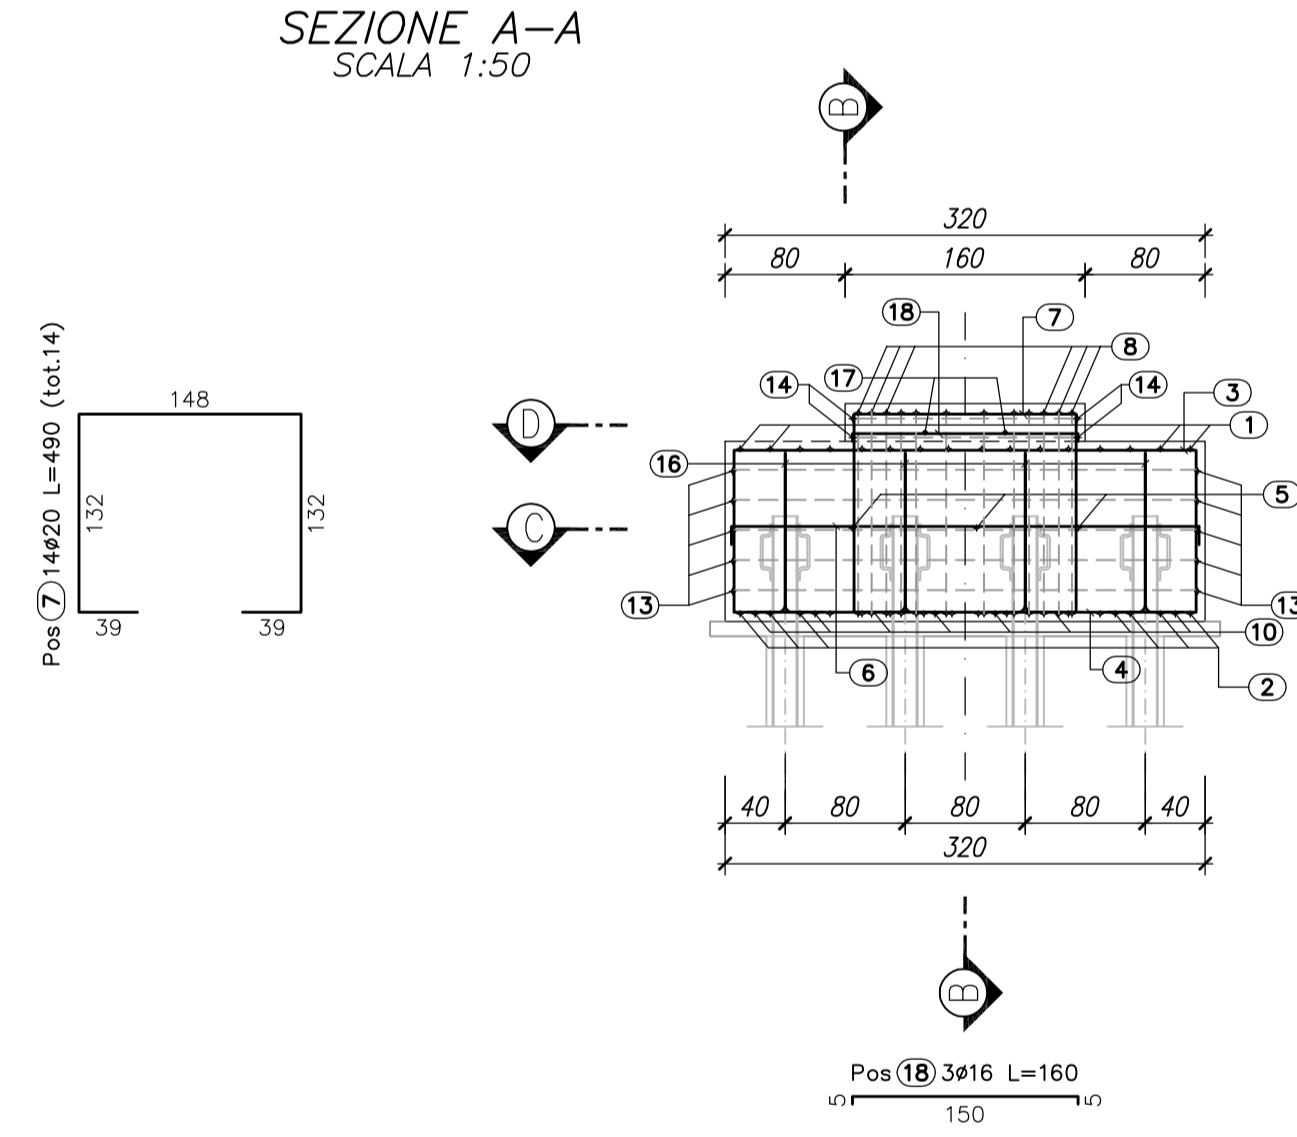 SEZIONE A-A
SCALA 1:50
B
320
80 160 80
18 7
8
14 17 14 3
1
D
16
5
C
13 13
10
6 4
2
40 80 80 80 40
320
B
Pos 7 14ø20 L=490 (tot.14)
148
132 132
39 39
Pos 18 3ø16 L=160
5 150 5